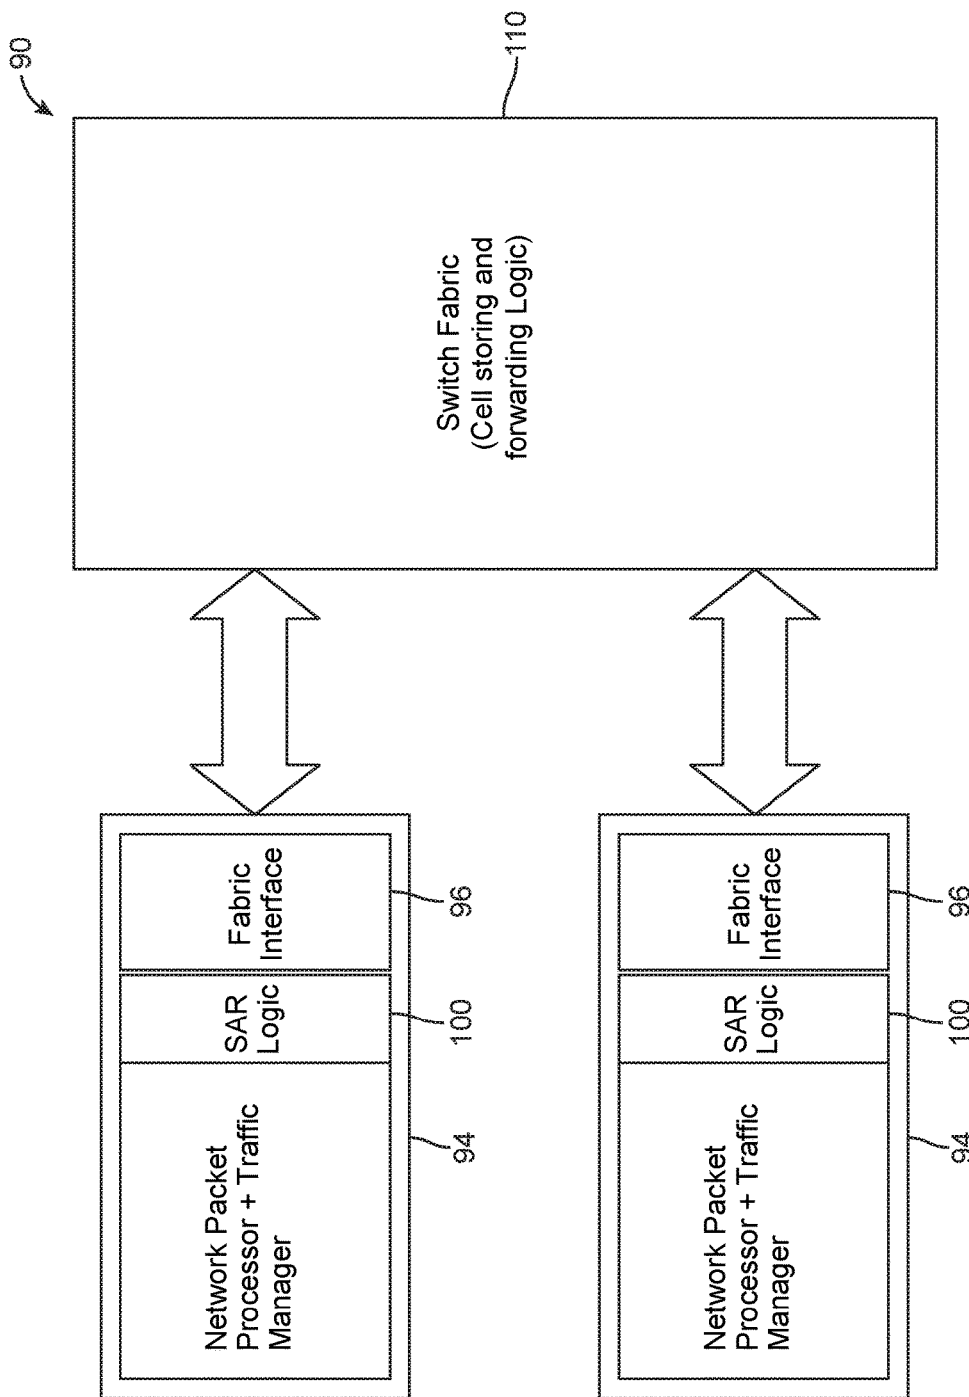 90
110
Switch Fabric
(Cell storing and
forwarding Logic)
Fabric
Interface
96
SAR
Logic
100
Network Packet
Processor + Traffic
Manager
94
Fabric
Interface
96
SAR
Logic
100
Network Packet
Processor + Traffic
Manager
94